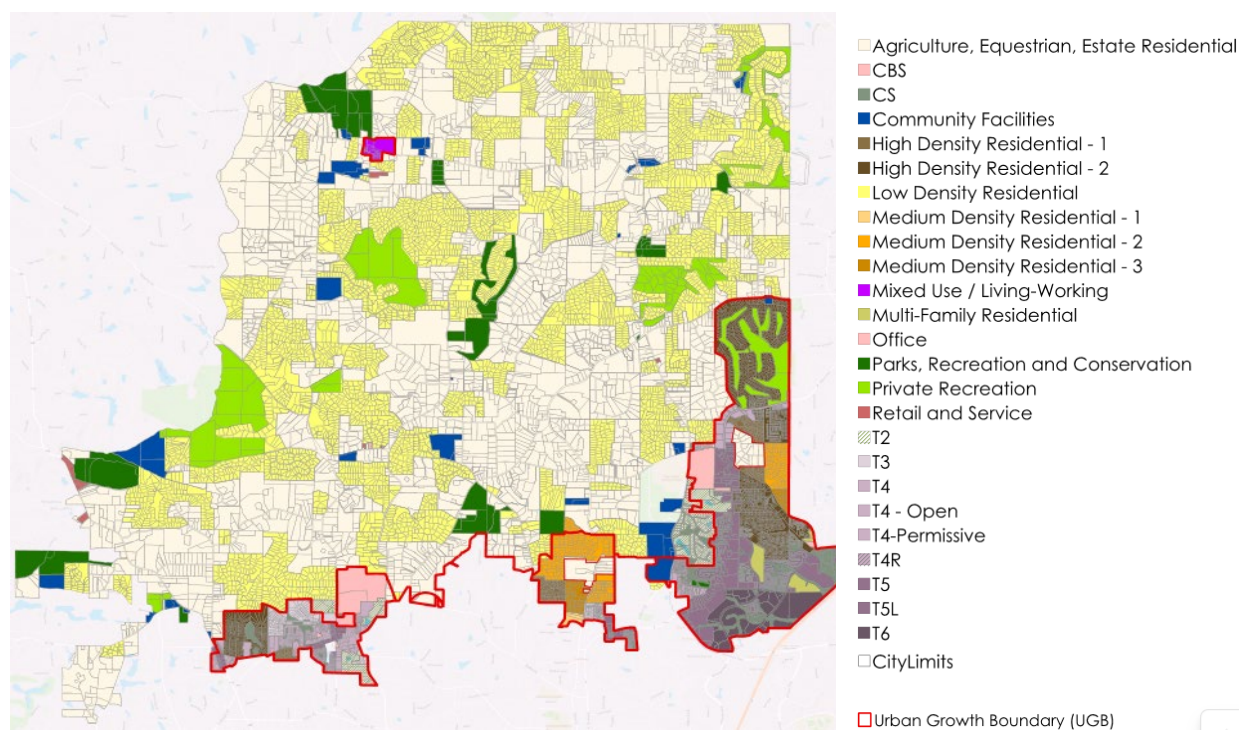 Agriculture, Equestrian, Estate Residential
CBS
CS
Community Facilities
High Density Residential - 1
High Density Residential - 2
Low Density Residential
Medium Density Residential - 1
Medium Density Residential - 2
Medium Density Residential - 3
Mixed Use / Living-Working
Multi-Family Residential
Office
Parks, Recreation and Conservation
Private Recreation
Retail and Service
T2
T3
T4
T4 - Open
T4-Permissive
T4R
T5
T5L
T6
CityLimits
Urban Growth Boundary (UGB)